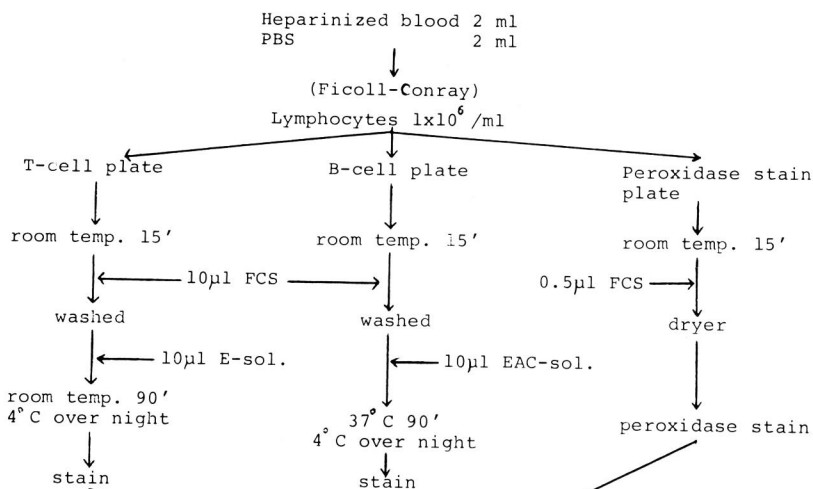 Heparinized blood 2 ml
PBS 2 ml
(Ficoll-Conray)
Lymphocytes 1x10⁶/ml
T-cell plate
B-cell plate
Peroxidase stain
plate
room temp. 15′
room temp. 15′
room temp. 15′
10µl FCS
0.5µl FCS
washed
washed
dryer
10µl E-sol.
10µl EAC-sol.
room temp. 90′
4°C over night
37°C 90′
4°C over night
peroxidase stain
stain
stain